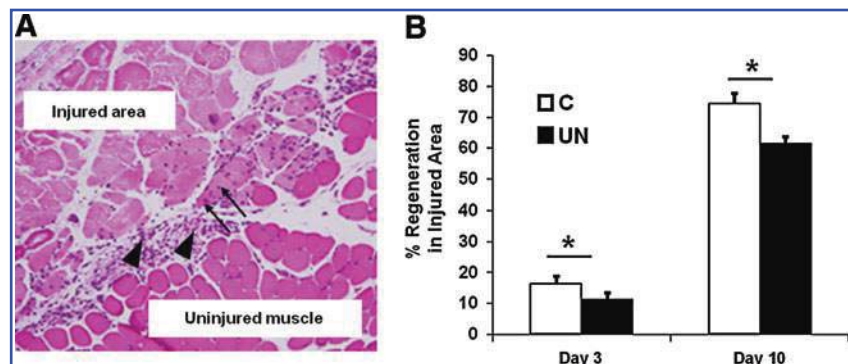 A
Injured area
Uninjured muscle
B
% Regeneration
in Injured Area
90
80
70
60
50
40
30
20
10
0
C
UN
*
*
Day 3
Day 10